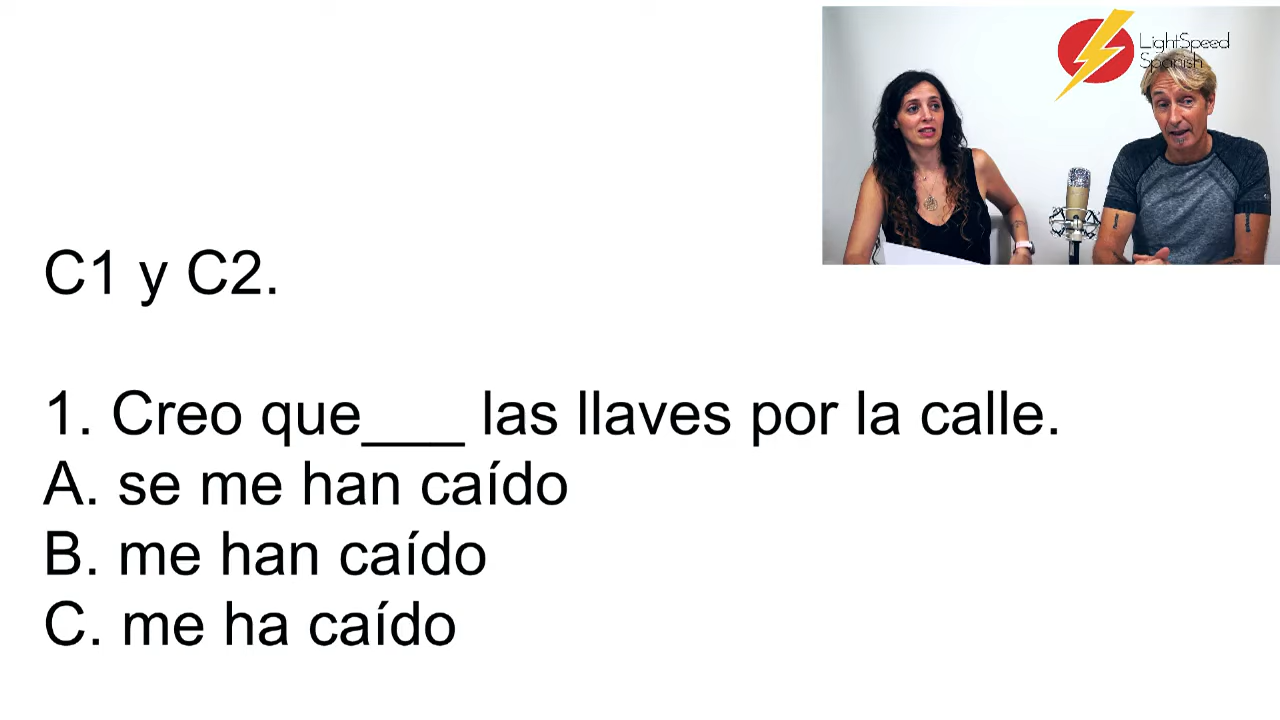 LightSpeed
Spanish
C1 y C2.
1. Creo que___ las llaves por la calle.
A. se me han caído
B. me han caído
C. me ha caído